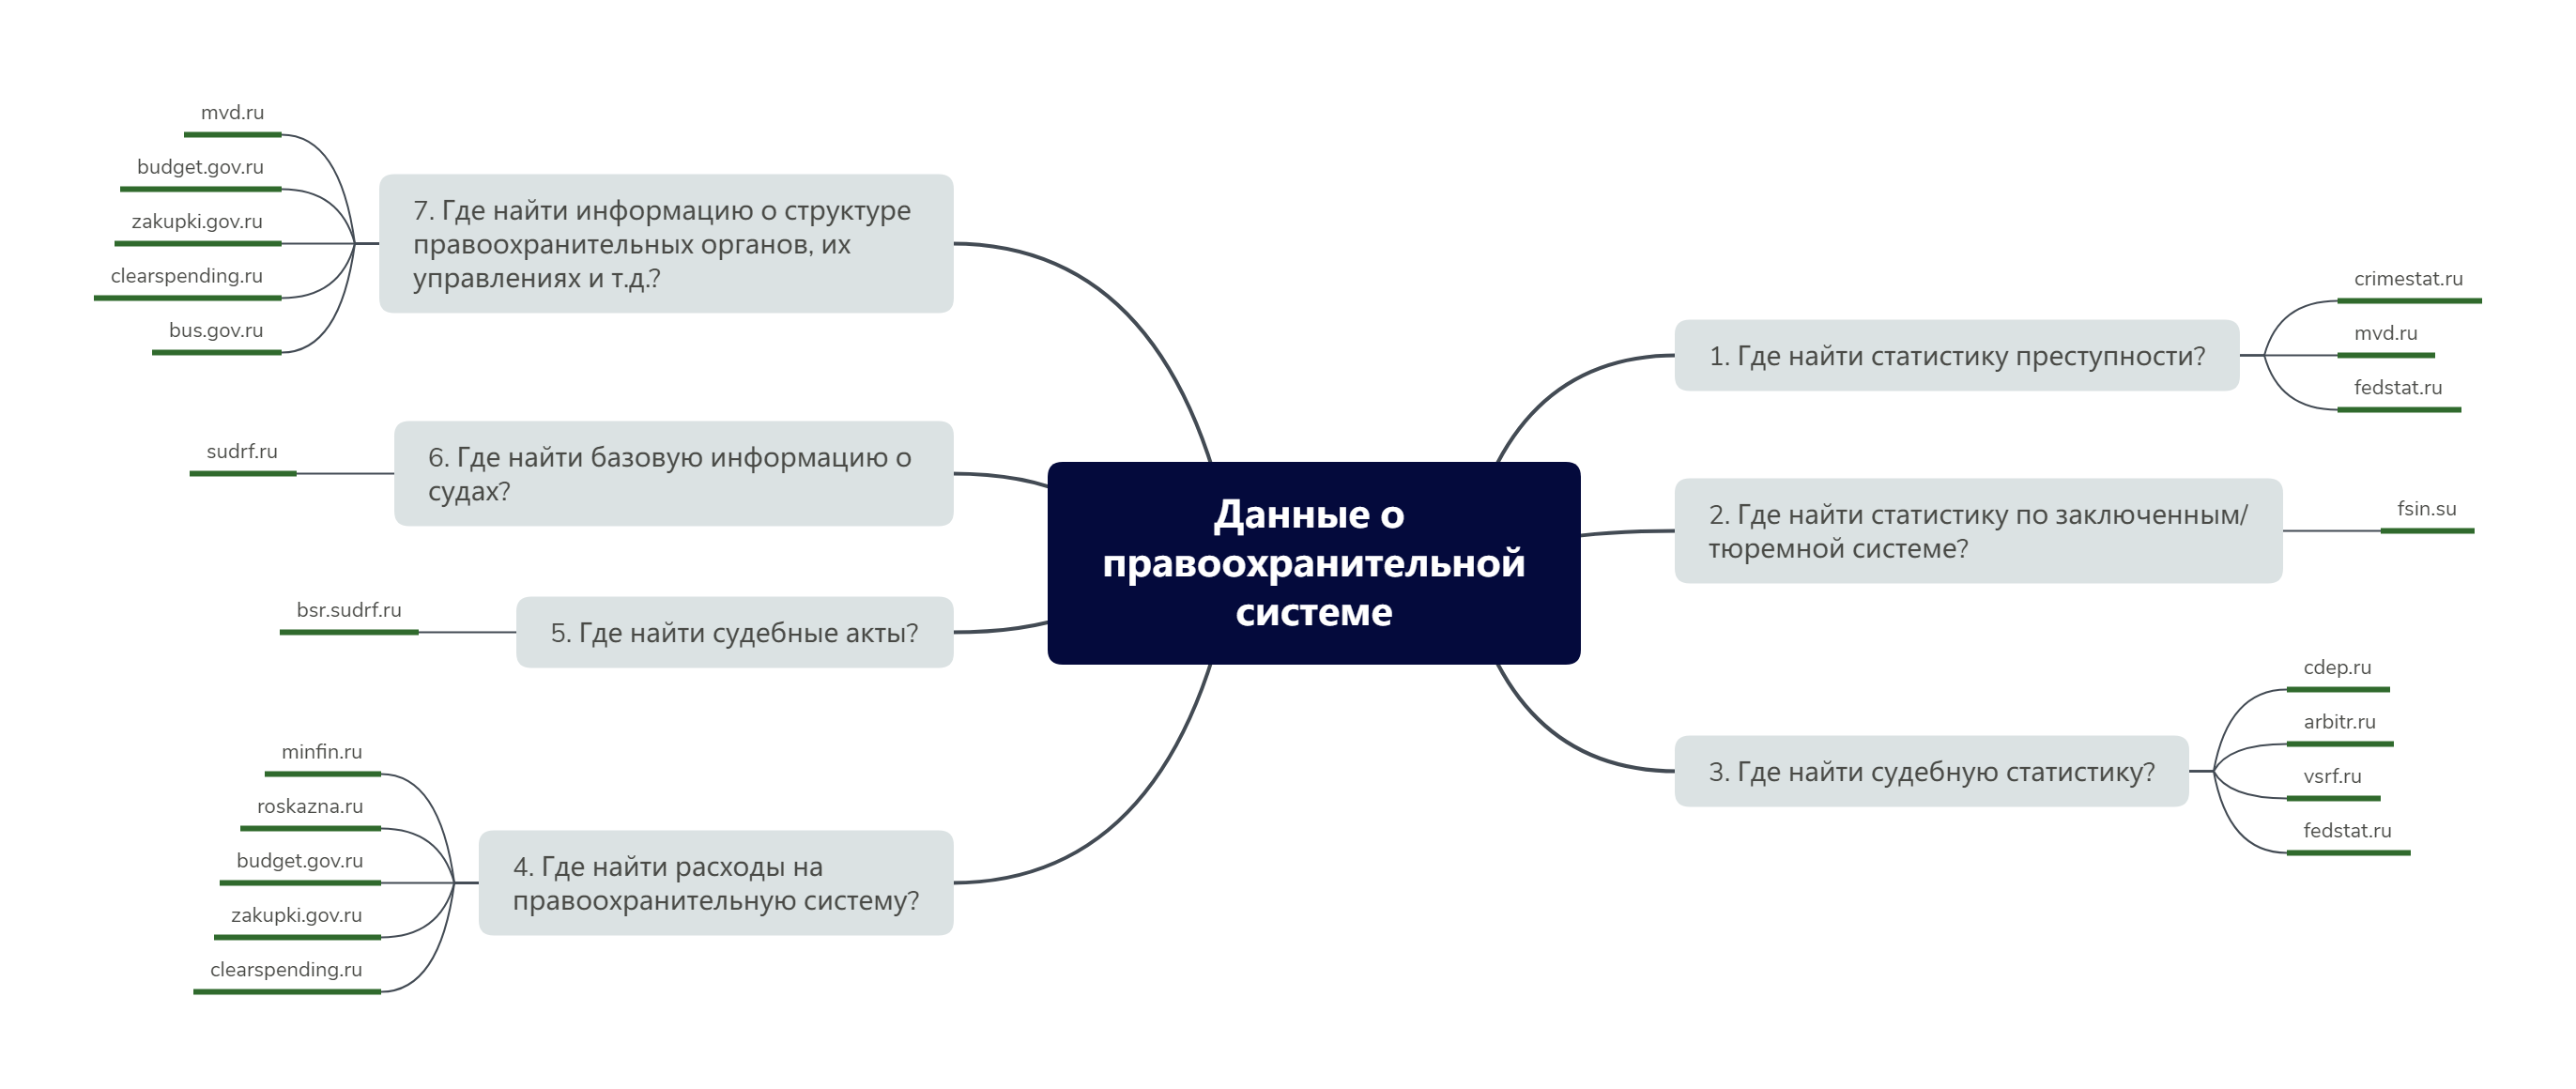 Данные о
правоохранительной
системе
1. Где найти статистику преступности?
crimestat.ru
mvd.ru
fedstat.ru
2. Где найти статистику по заключенным/
тюремной системе?
fsin.su
3. Где найти судебную статистику?
cdep.ru
arbitr.ru
vsrf.ru
fedstat.ru
4. Где найти расходы на
правоохранительную систему?
minfin.ru
roskazna.ru
budget.gov.ru
zakupki.gov.ru
clearspending.ru
5. Где найти судебные акты?
bsr.sudrf.ru
6. Где найти базовую информацию о
судах?
sudrf.ru
7. Где найти информацию о структуре
правоохранительных органов, их
управлениях и т.д.?
mvd.ru
budget.gov.ru
zakupki.gov.ru
clearspending.ru
bus.gov.ru